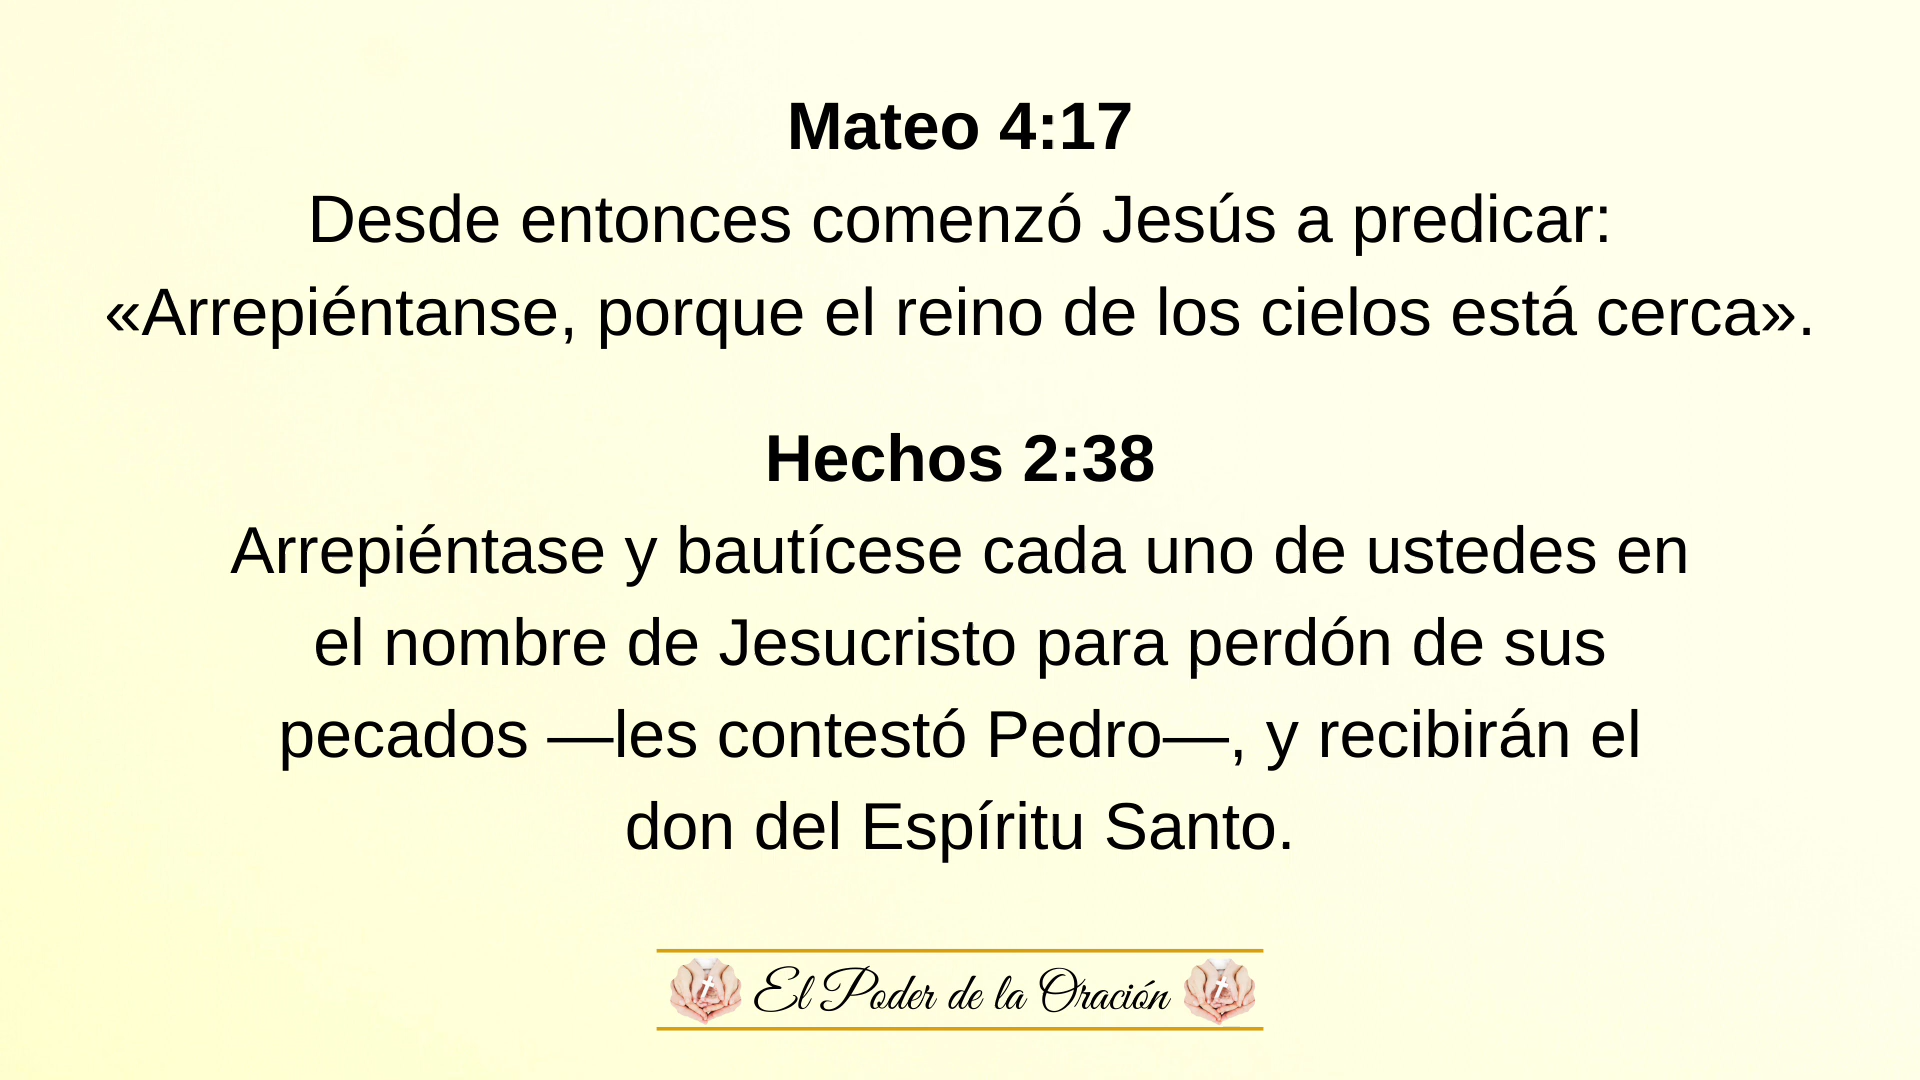 Mateo 4:17
Desde entonces comenzó Jesús a predicar:
«Arrepiéntanse, porque el reino de los cielos está cerca».
Hechos 2:38
Arrepiéntase y bautícese cada uno de ustedes en
el nombre de Jesucristo para perdón de sus
pecados —les contestó Pedro—, y recibirán el
don del Espíritu Santo.
El Poder de la Oración